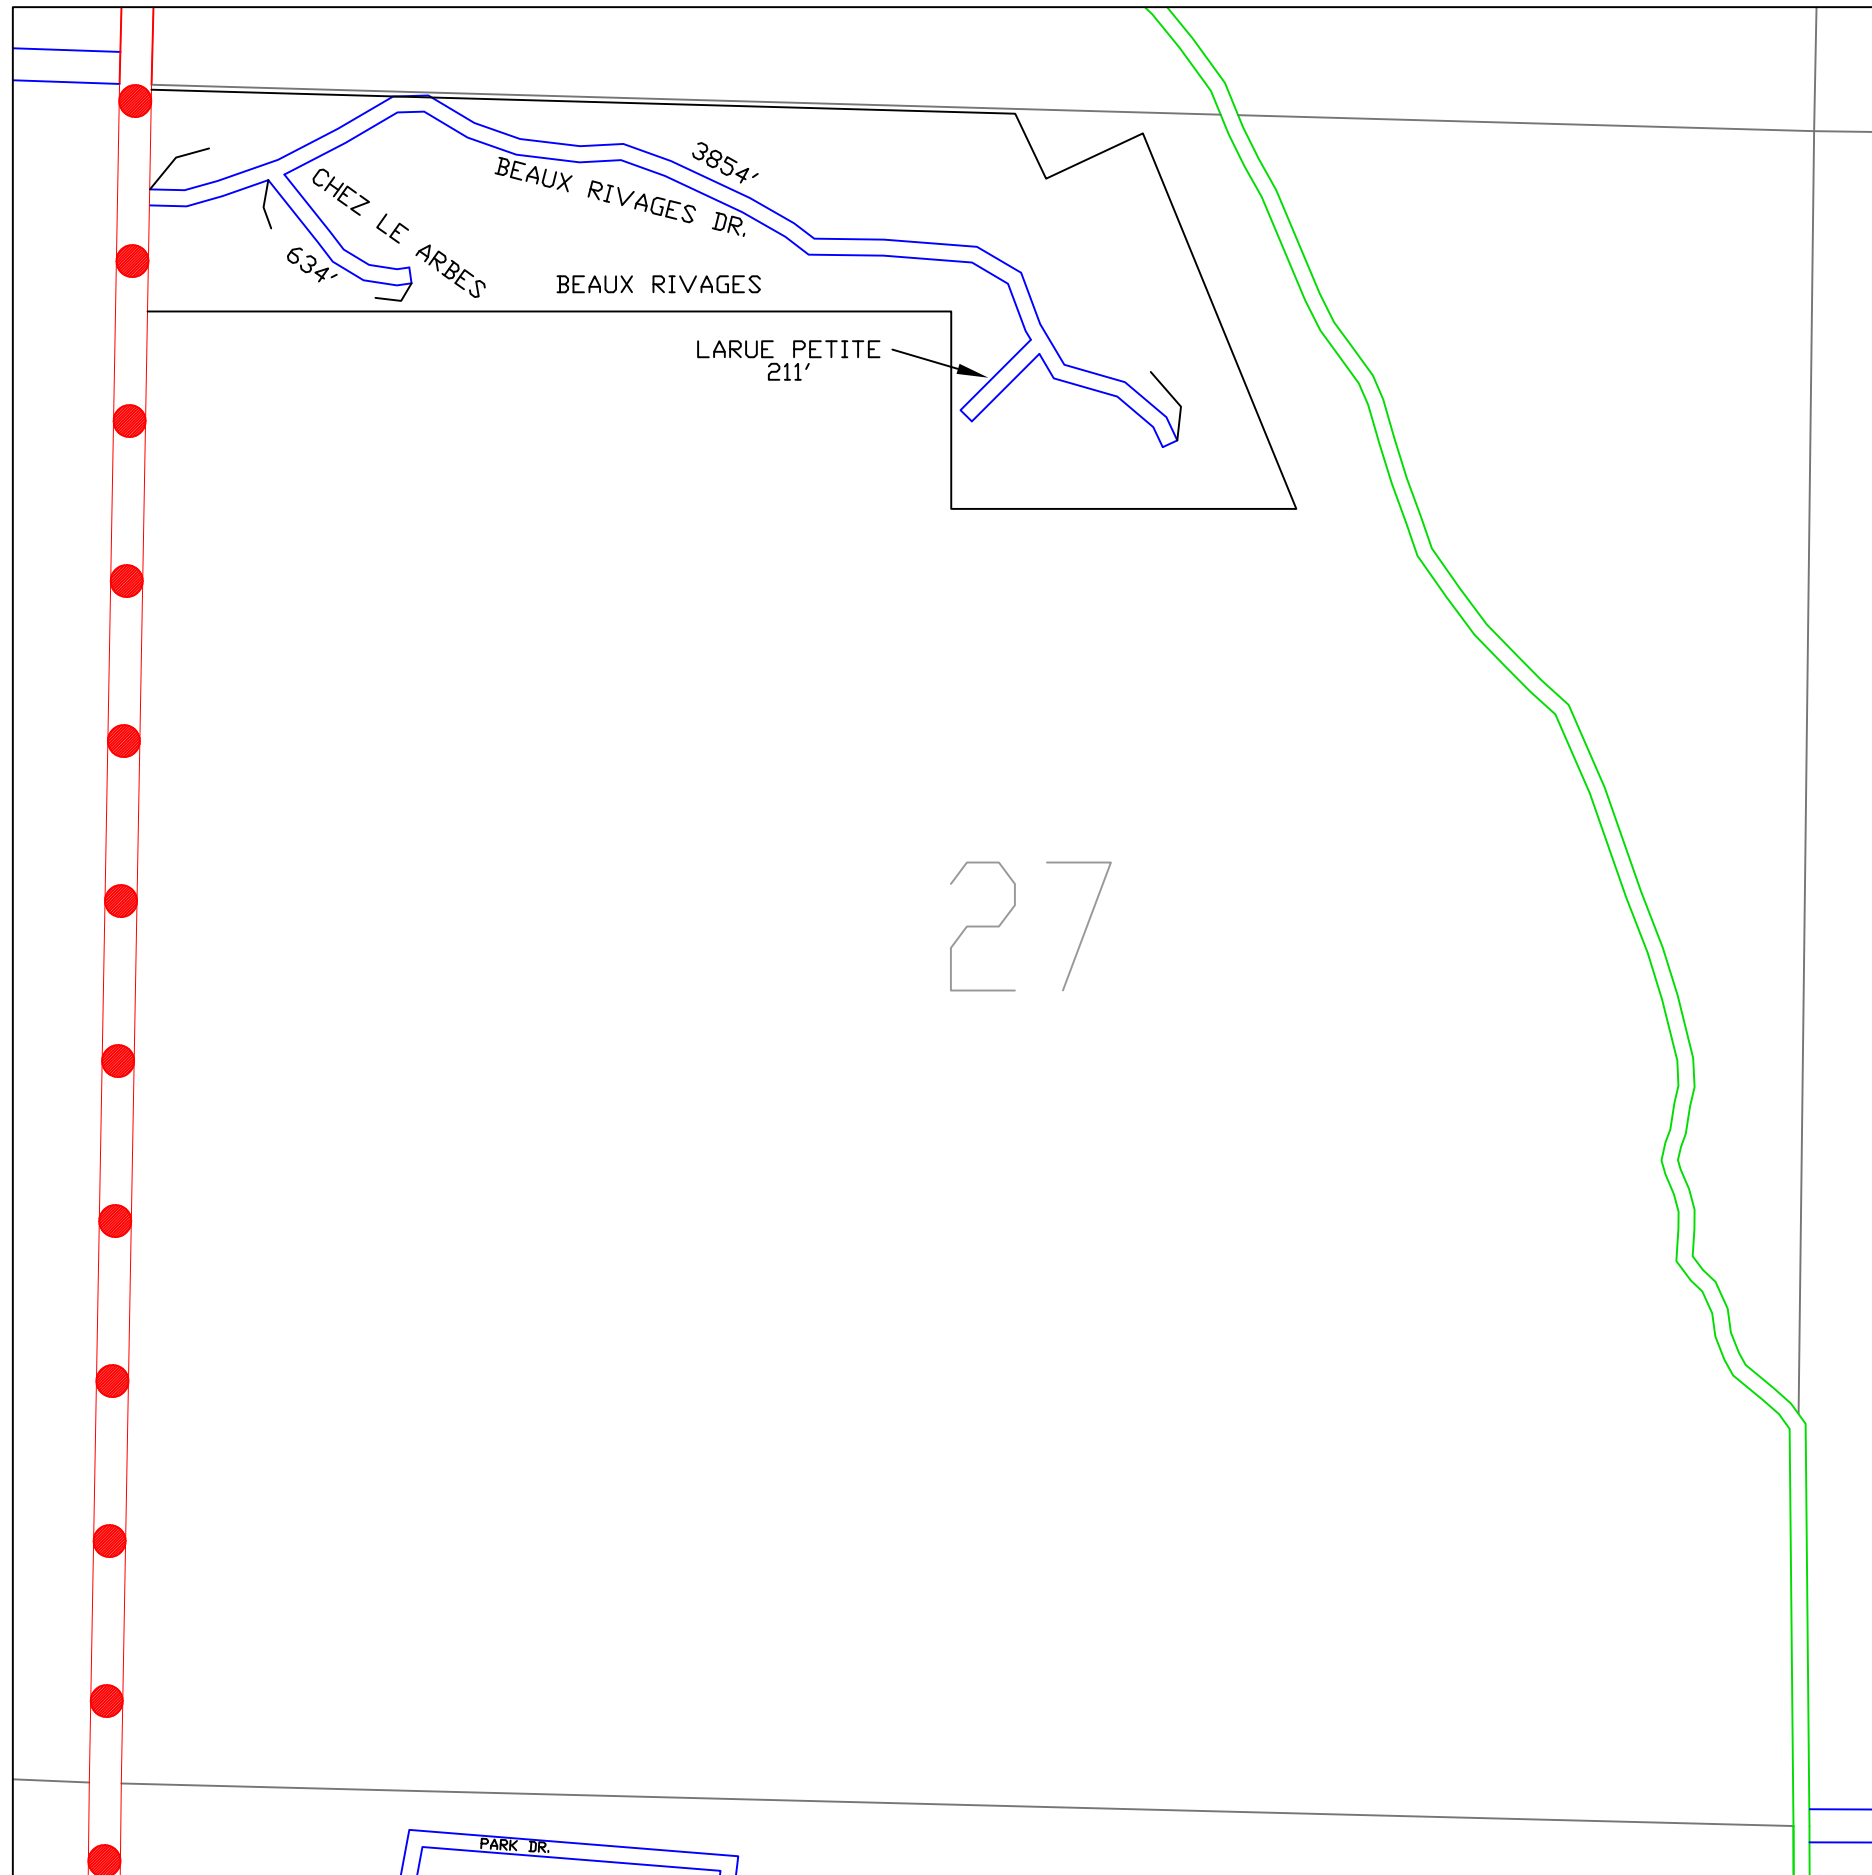 3854'
BEAUX RIVAGES DR.
CHEZ LE ARBES
634'
BEAUX RIVAGES
LARUE PETITE
211'
27
PARK DR.